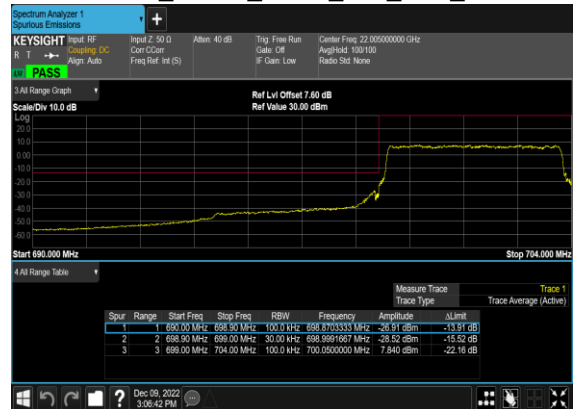 Spectrum Analyzer 1
Spurious Emissions
KEYSIGHT Input: RF Input Z: 50 Ω Atten: 40 dB Trig: Free Run Center Freq: 22.005000000 GHz
R T Coupling: DC Corr CCorr Gate: Off Avg|Hold: 100/100
Align: Auto Freq Ref: Int (S) IF Gain: Low Radio Std: None
PASS
3 All Range Graph Ref Lvl Offset 7.60 dB
Scale/Div 10.0 dB Ref Value 30.00 dBm
Log
20.0
10.0
0.00
-10.0
-20.0
-30.0
-40.0
-50.0
-60.0
Start 690.000 MHz Stop 704.000 MHz
4 All Range Table
Measure Trace Trace 1
Trace Type Trace Average (Active)
Spur Range Start Freq Stop Freq RBW Frequency Amplitude ΔLimit
1 1 690.00 MHz 698.90 MHz 100.0 kHz 698.8703333 MHz -26.91 dBm -13.91 dB
2 2 698.90 MHz 699.00 MHz 30.00 kHz 698.9991667 MHz -28.52 dBm -15.52 dB
3 3 699.00 MHz 704.00 MHz 100.0 kHz 700.0500000 MHz 7.840 dBm -22.16 dB
? Dec 09, 2022
3:06:42 PM